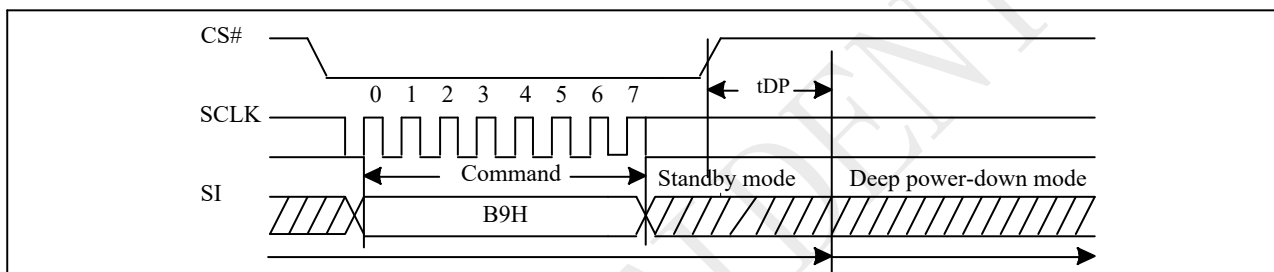 CS#
tDP
0 1 2 3 4 5 6 7
SCLK
Command Standby mode Deep power-down mode
SI
B9H